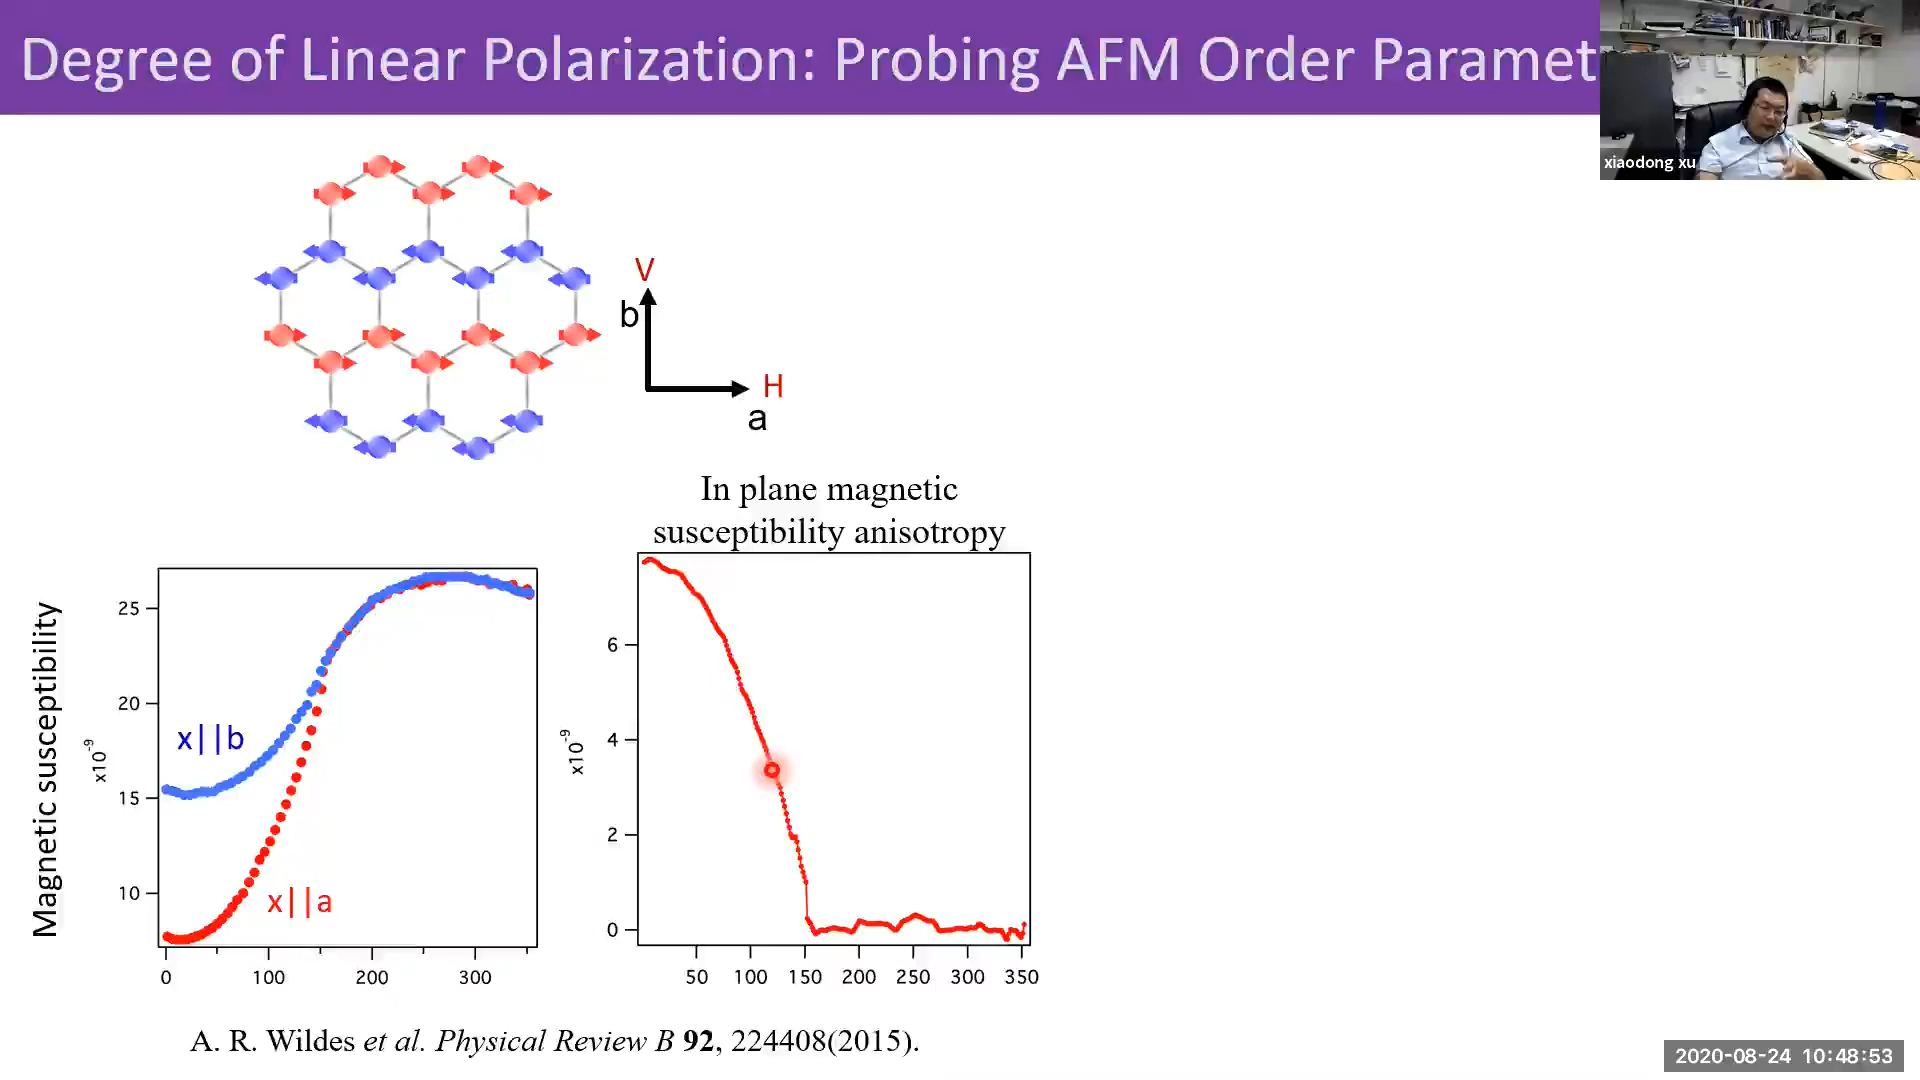 Degree of Linear Polarization: Probing AFM Order Paramet
xiaodong xu
V
b
H
a
In plane magnetic
susceptibility anisotropy
Magnetic susceptibility
x10⁻⁹
25
20
15
10
x||b
x||a
0 100 200 300
x10⁻⁹
6
4
2
0
50 100 150 200 250 300 350
A. R. Wildes et al. Physical Review B 92, 224408(2015).
2020-08-24 10:48:53